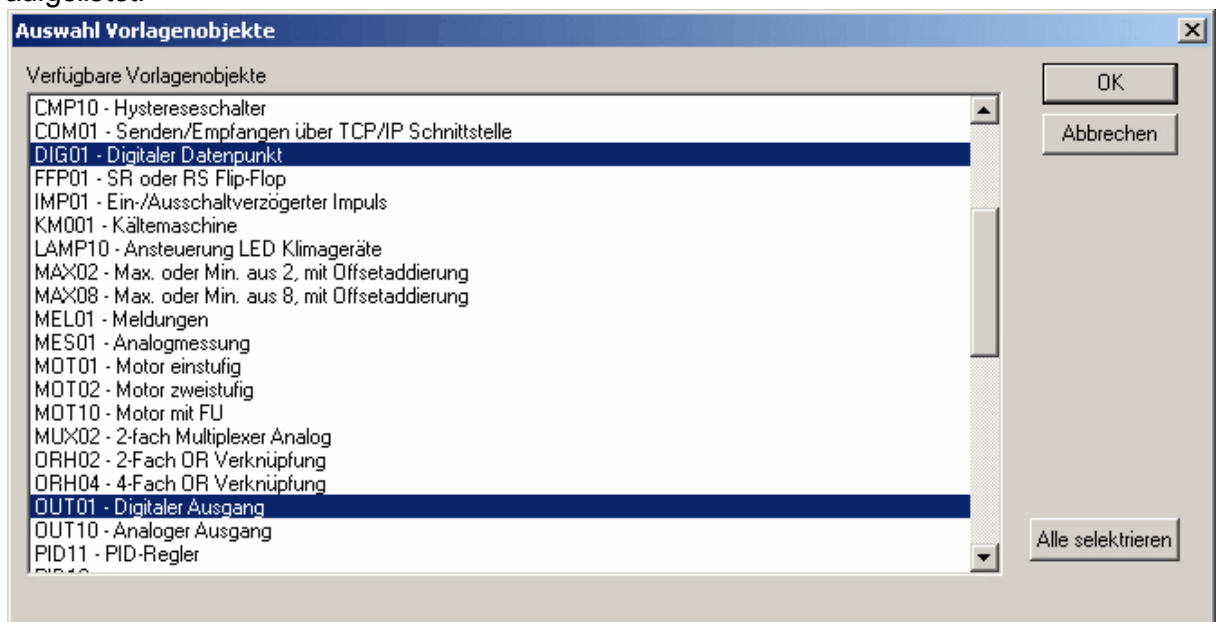 aufgelistet.
Auswahl Vorlagenobjekte
Verfügbare Vorlagenobjekte
OK
Abbrechen
CMP10 - Hystereseschalter
COM01 - Senden/Empfangen über TCP/IP Schnittstelle
DIG01 - Digitaler Datenpunkt
FFP01 - SR oder RS Flip-Flop
IMP01 - Ein-/Ausschaltverzögerter Impuls
KM001 - Kältemaschine
LAMP10 - Ansteuerung LED Klimageräte
MAX02 - Max. oder Min. aus 2, mit Offsetaddierung
MAX08 - Max. oder Min. aus 8, mit Offsetaddierung
MEL01 - Meldungen
MES01 - Analogmessung
MOT01 - Motor einstufig
MOT02 - Motor zweistufig
MOT10 - Motor mit FU
MUX02 - 2-fach Multiplexer Analog
ORH02 - 2-Fach OR Verknüpfung
ORH04 - 4-Fach OR Verknüpfung
OUT01 - Digitaler Ausgang
OUT10 - Analoger Ausgang
PID11 - PID-Regler
Alle selektrieren